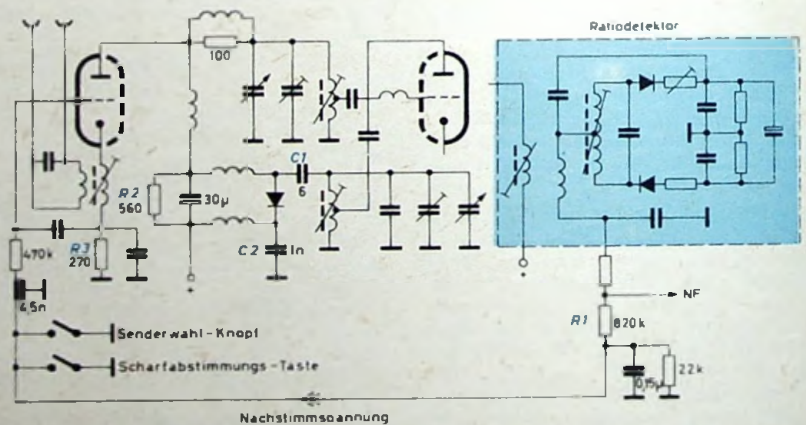 Ratiodetektor
100
C1
6
R2
560
30µ
C2
1n
R3
270
470k
4,5n
Senderwahl-Knopf
Scharfabstimmungs-Taste
Nachstimmspannung
NF
R1
820k
0,15µ
22k
+
+